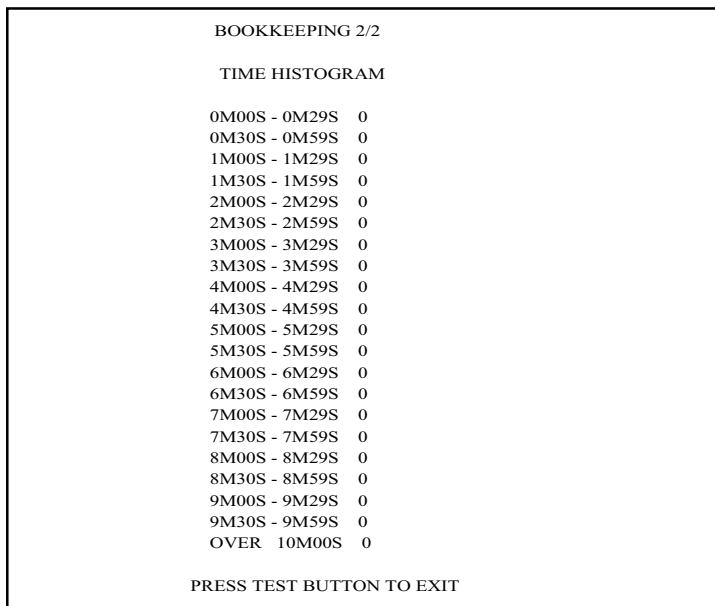 BOOKKEEPING 2/2
TIME HISTOGRAM
0M00S - 0M29S 0
0M30S - 0M59S 0
1M00S - 1M29S 0
1M30S - 1M59S 0
2M00S - 2M29S 0
2M30S - 2M59S 0
3M00S - 3M29S 0
3M30S - 3M59S 0
4M00S - 4M29S 0
4M30S - 4M59S 0
5M00S - 5M29S 0
5M30S - 5M59S 0
6M00S - 6M29S 0
6M30S - 6M59S 0
7M00S - 7M29S 0
7M30S - 7M59S 0
8M00S - 8M29S 0
8M30S - 8M59S 0
9M00S - 9M29S 0
9M30S - 9M59S 0
OVER 10M00S 0
PRESS TEST BUTTON TO EXIT